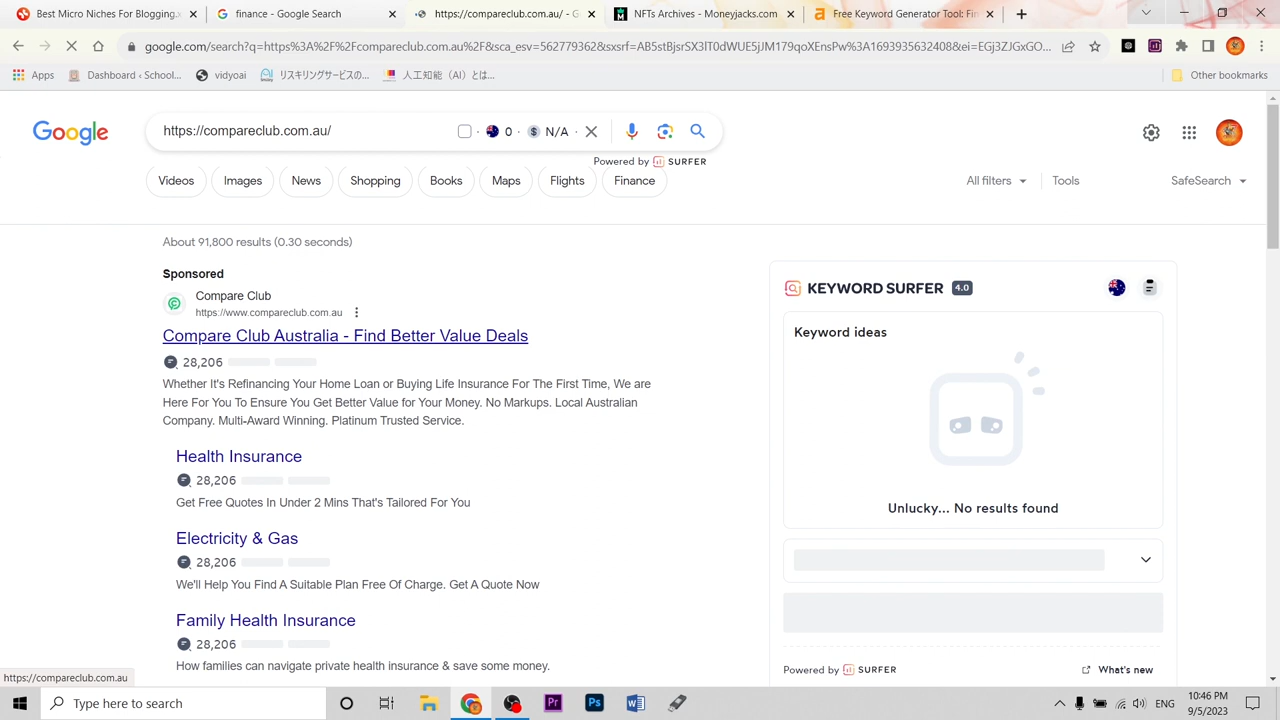 Best Micro Niches For Blogging.
finance - Google Search
https://compareclub.com.au/ - G
NFTs Archives - Moneyjacks.com
Free Keyword Generator Tool: Fin
google.com/search?q=https%3A%2F%2Fcompareclub.com.au%2F&sca_esv=562779362&sxsrf=AB5stBjsrSX3lT0dWUE5jJM179qoXEnsPw%3A1693935632408&ei=EGj3ZJGxGO...
Apps
Dashboard ‹ School...
vidyoai
リスキリングサービスの...
人工知能（AI）とは...
Other bookmarks
Google
https://compareclub.com.au/
0 · $ N/A ·
Powered by SURFER
Videos
Images
News
Shopping
Books
Maps
Flights
Finance
All filters
Tools
SafeSearch
About 91,800 results (0.30 seconds)
Sponsored
Compare Club
https://www.compareclub.com.au
Compare Club Australia - Find Better Value Deals
28,206
Whether It's Refinancing Your Home Loan or Buying Life Insurance For The First Time, We are
Here For You To Ensure You Get Better Value for Your Money. No Markups. Local Australian
Company. Multi-Award Winning. Platinum Trusted Service.
Health Insurance
28,206
Get Free Quotes In Under 2 Mins That's Tailored For You
Electricity & Gas
28,206
We'll Help You Find A Suitable Plan Free Of Charge. Get A Quote Now
Family Health Insurance
28,206
How families can navigate private health insurance & save some money.
KEYWORD SURFER 4.0
Keyword ideas
Unlucky... No results found
Powered by SURFER
What's new
https://compareclub.com.au
Type here to search
Pr
Ps
ENG
10:46 PM
9/5/2023